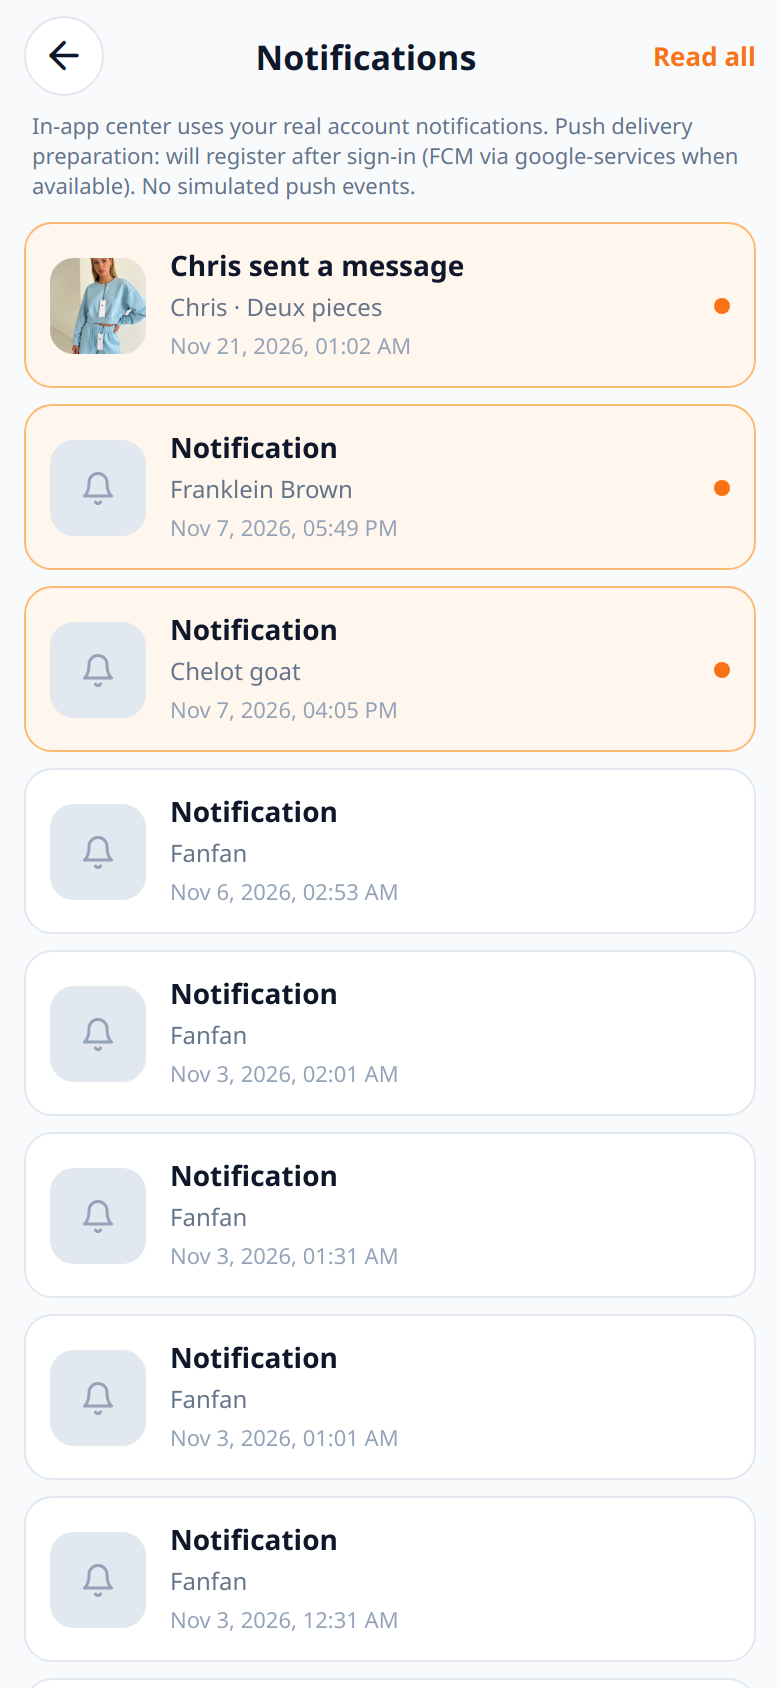 Notifications
Read all
In-app center uses your real account notifications. Push delivery
preparation: will register after sign-in (FCM via google-services when
available). No simulated push events.
Chris sent a message
Chris · Deux pieces
Nov 21, 2026, 01:02 AM
Notification
Franklein Brown
Nov 7, 2026, 05:49 PM
Notification
Chelot goat
Nov 7, 2026, 04:05 PM
Notification
Fanfan
Nov 6, 2026, 02:53 AM
Notification
Fanfan
Nov 3, 2026, 02:01 AM
Notification
Fanfan
Nov 3, 2026, 01:31 AM
Notification
Fanfan
Nov 3, 2026, 01:01 AM
Notification
Fanfan
Nov 3, 2026, 12:31 AM